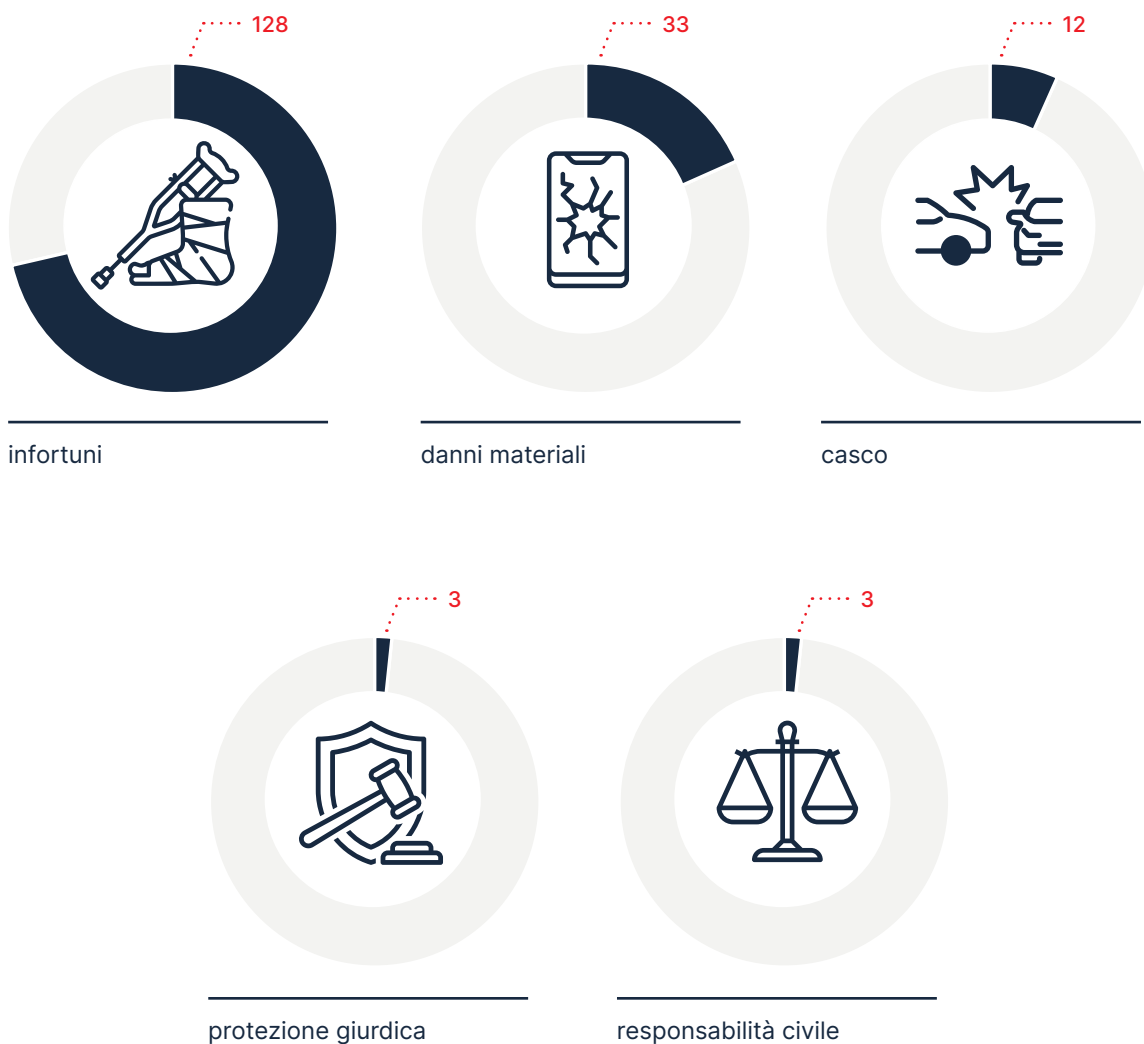 128
33
12
infortuni
danni materiali
casco
3
3
protezione giurdica
responsabilità civile